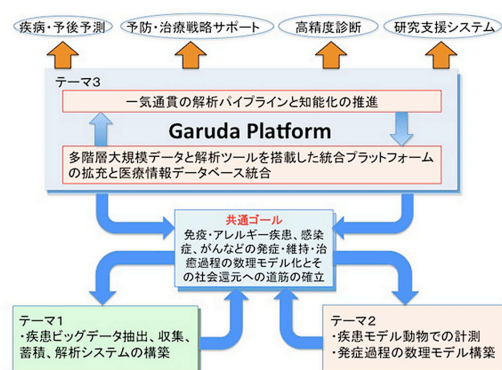 疾病・予後予測
予防・治療戦略サポート
高精度診断
研究支援システム
テーマ3
一気通貫の解析パイプラインと知能化の推進
Garuda Platform
多階層大規模データと解析ツールを搭載した統合プラットフォーム
の拡充と医療情報データベース統合
共通ゴール
免疫・アレルギー疾患、感染
症、がんなどの発症・維持・治
癒過程の数理モデル化とそ
の社会還元への道筋の確立
テーマ1
・疾患ビッグデータ抽出、収集、
蓄積、解析システムの構築
テーマ2
・疾患モデル動物での計測
・発症過程の数理モデル構築